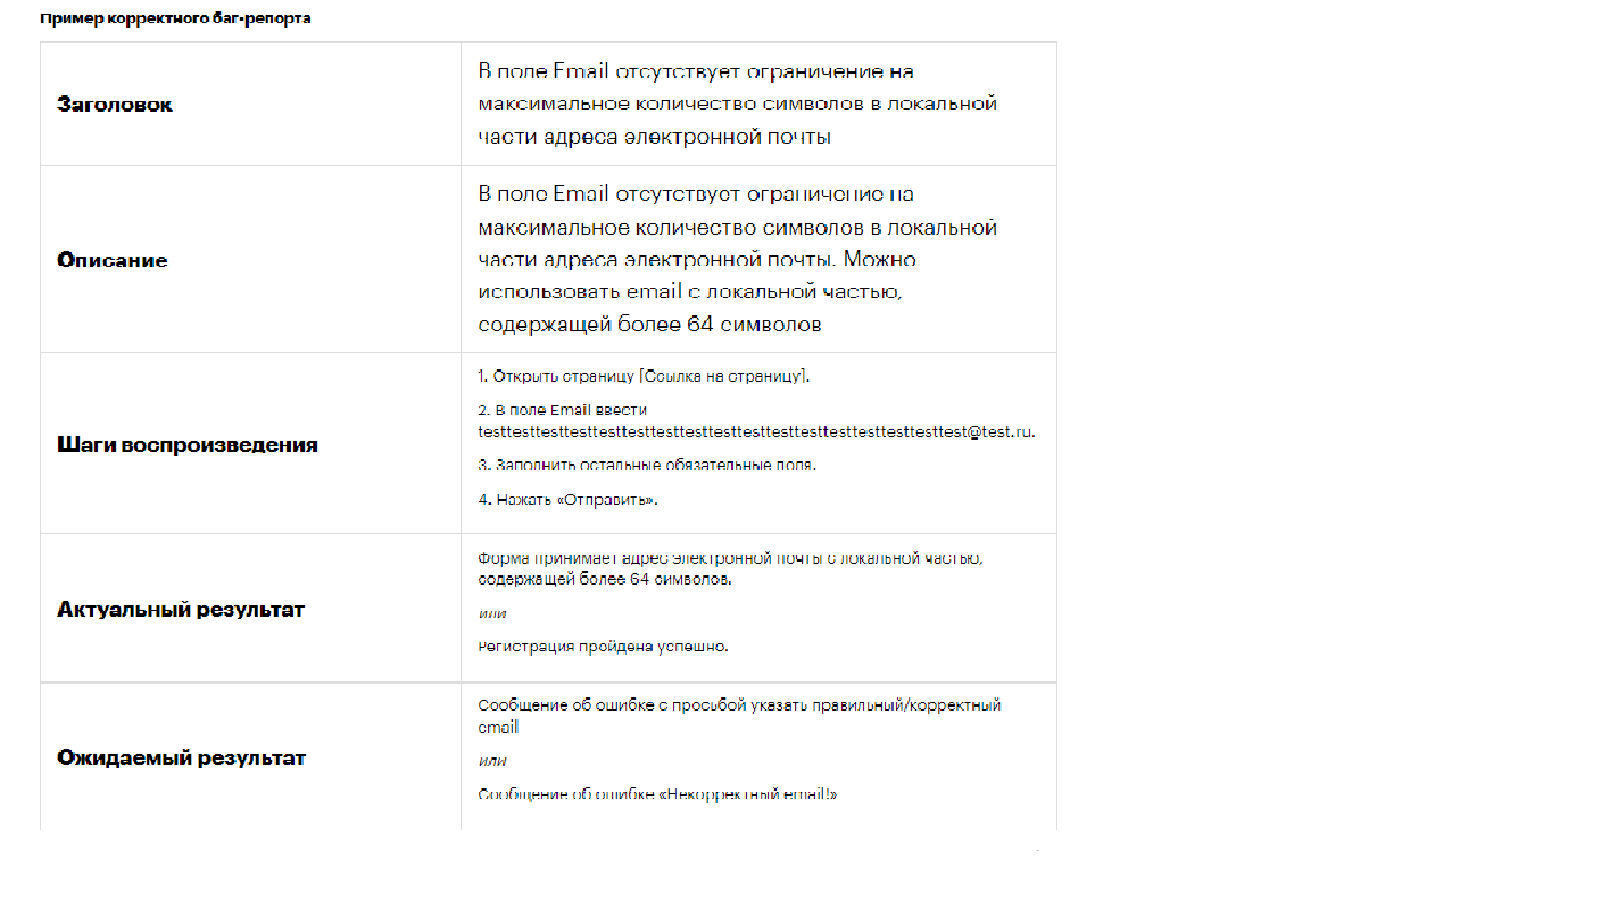 Пример корректного баг-репорта
Заголовок
В поле Email отсутствует ограничение на
максимальное количество символов в локальной
части адреса электронной почты
Описание
В поле Email отсутствует ограничение на
максимальное количество символов в локальной
части адреса электронной почты. Можно
использовать email с локальной частью,
содержащей более 64 символов
Шаги воспроизведения
1. Открыть страницу [Ссылка на страницу].
2. В поле Email ввести
testtesttesttesttesttesttesttesttesttesttesttesttesttesttesttesttesttest@test.ru.
3. Заполнить остальные обязательные поля.
4. Нажать «Отправить».
Актуальный результат
Форма принимает адрес электронной почты с локальной частью,
содержащей более 64 символов.
или
Регистрация пройдена успешно.
Ожидаемый результат
Сообщение об ошибке с просьбой указать правильный/корректный
email
или
Сообщение об ошибке «Некорректный email!»